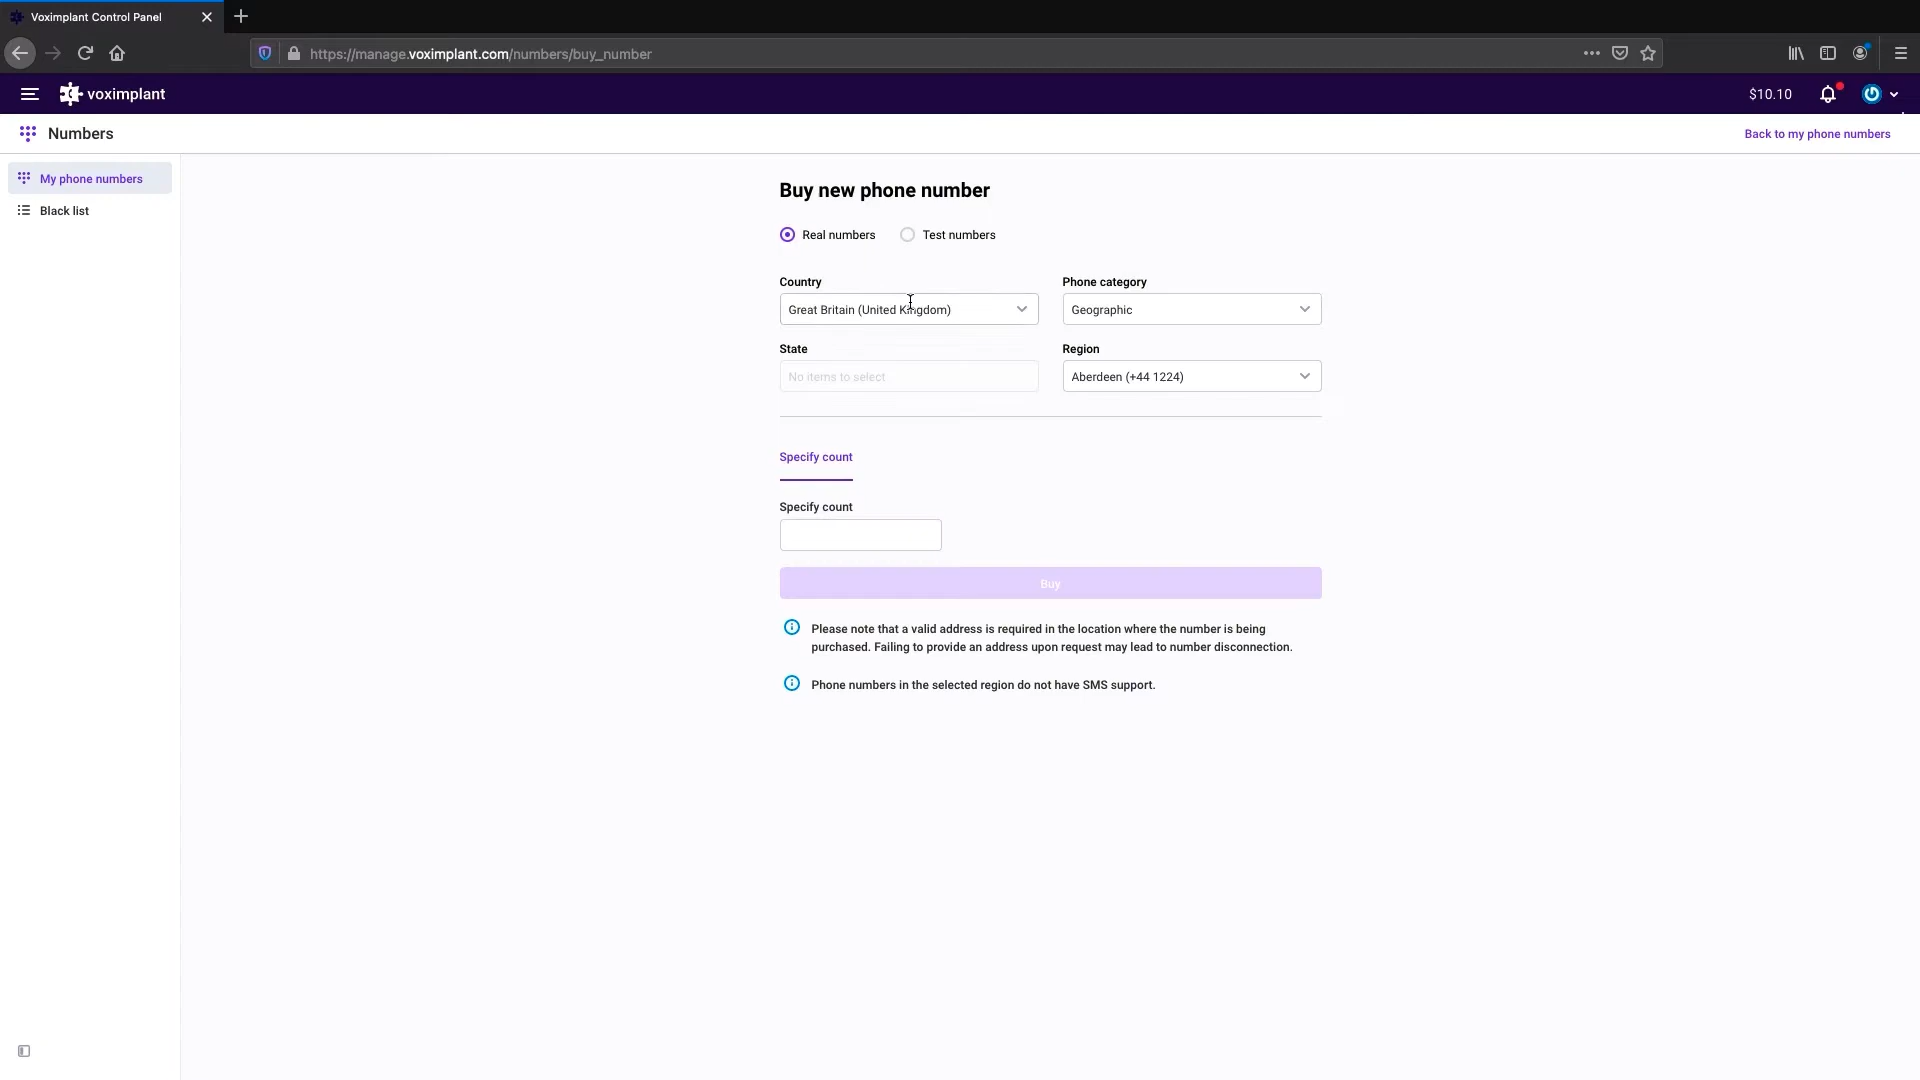 Voximplant Control Panel
https://manage.voximplant.com/numbers/buy_number
voximplant
$10.10
Numbers
Back to my phone numbers
My phone numbers
Black list
Buy new phone number
Real numbers
Test numbers
Country
Phone category
Great Britain (United Kingdom)
Geographic
State
Region
No items to select
Aberdeen (+44 1224)
Specify count
Specify count
Buy
Please note that a valid address is required in the location where the number is being
purchased. Failing to provide an address upon request may lead to number disconnection.
Phone numbers in the selected region do not have SMS support.